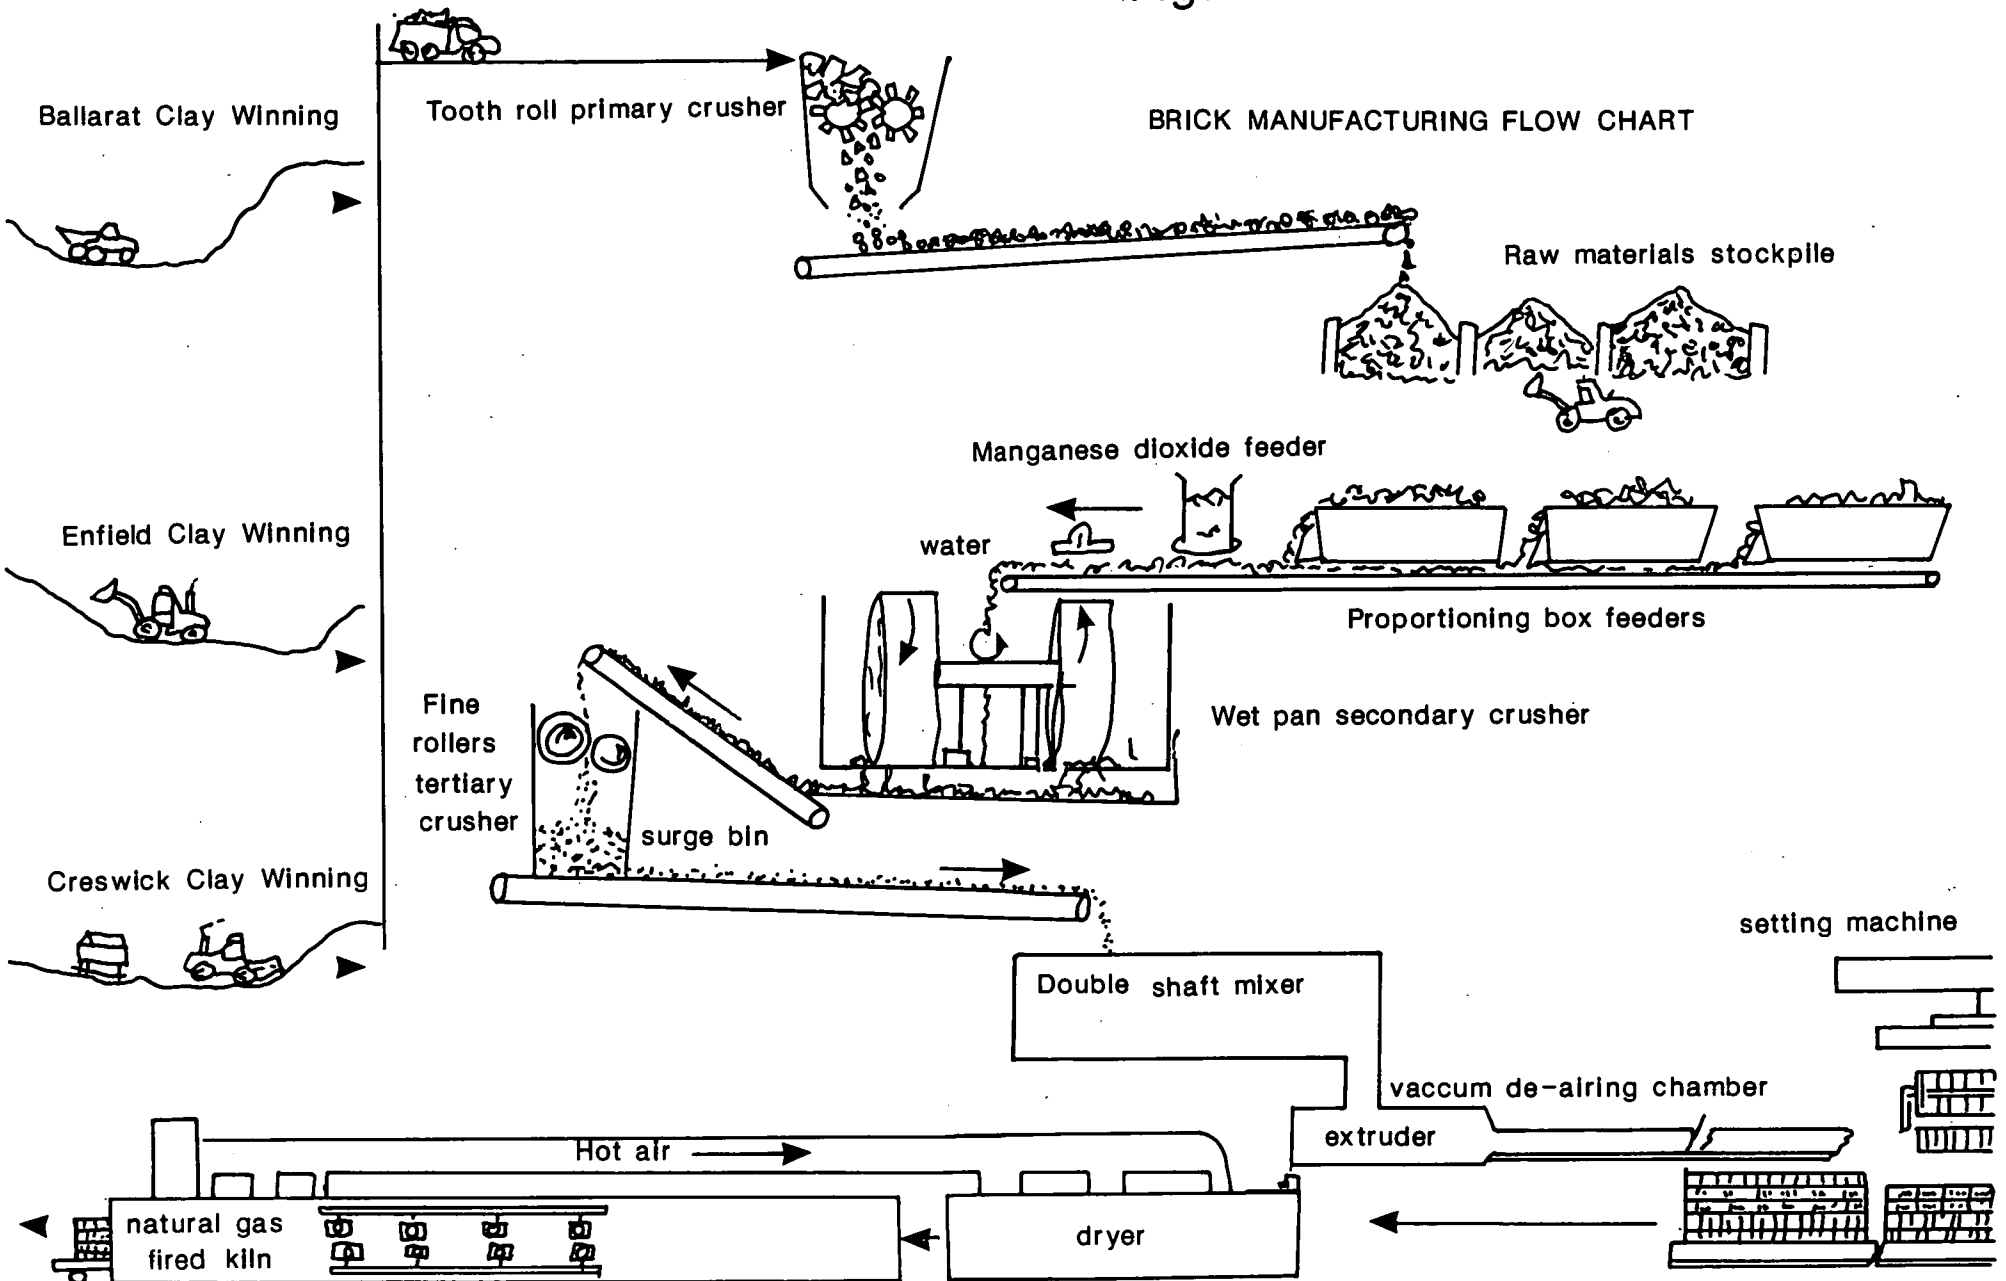 Ballarat Clay Winning
Tooth roll primary crusher
BRICK MANUFACTURING FLOW CHART
Raw materials stockpile
Manganese dioxide feeder
Enfield Clay Winning
water
Proportioning box feeders
Fine
rollers
tertiary
crusher
Wet pan secondary crusher
surge bin
Creswick Clay Winning
setting machine
Double shaft mixer
vaccum de-airing chamber
extruder
Hot air
natural gas
fired kiln
dryer